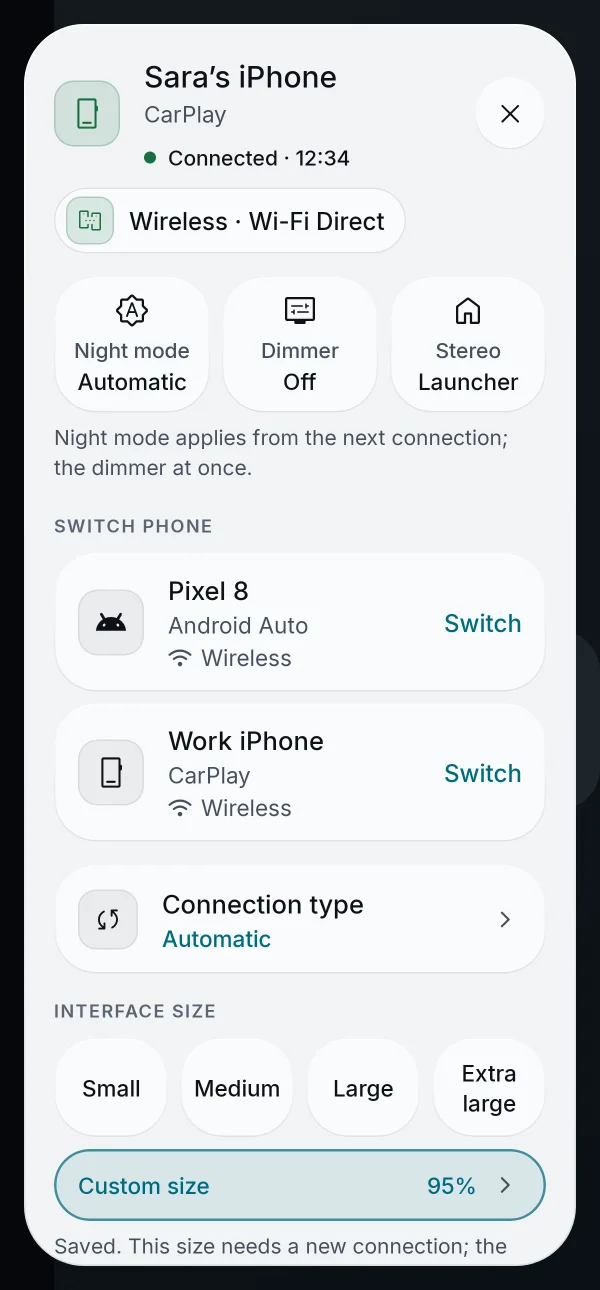 Sara’s iPhone
CarPlay
Connected · 12:34
Wireless · Wi-Fi Direct
Night mode
Automatic
Dimmer
Off
Stereo
Launcher
Night mode applies from the next connection;
the dimmer at once.
SWITCH PHONE
Pixel 8
Android Auto
Wireless
Switch
Work iPhone
CarPlay
Wireless
Switch
Connection type
Automatic
INTERFACE SIZE
Small
Medium
Large
Extra
large
Custom size
95%
Saved. This size needs a new connection; the